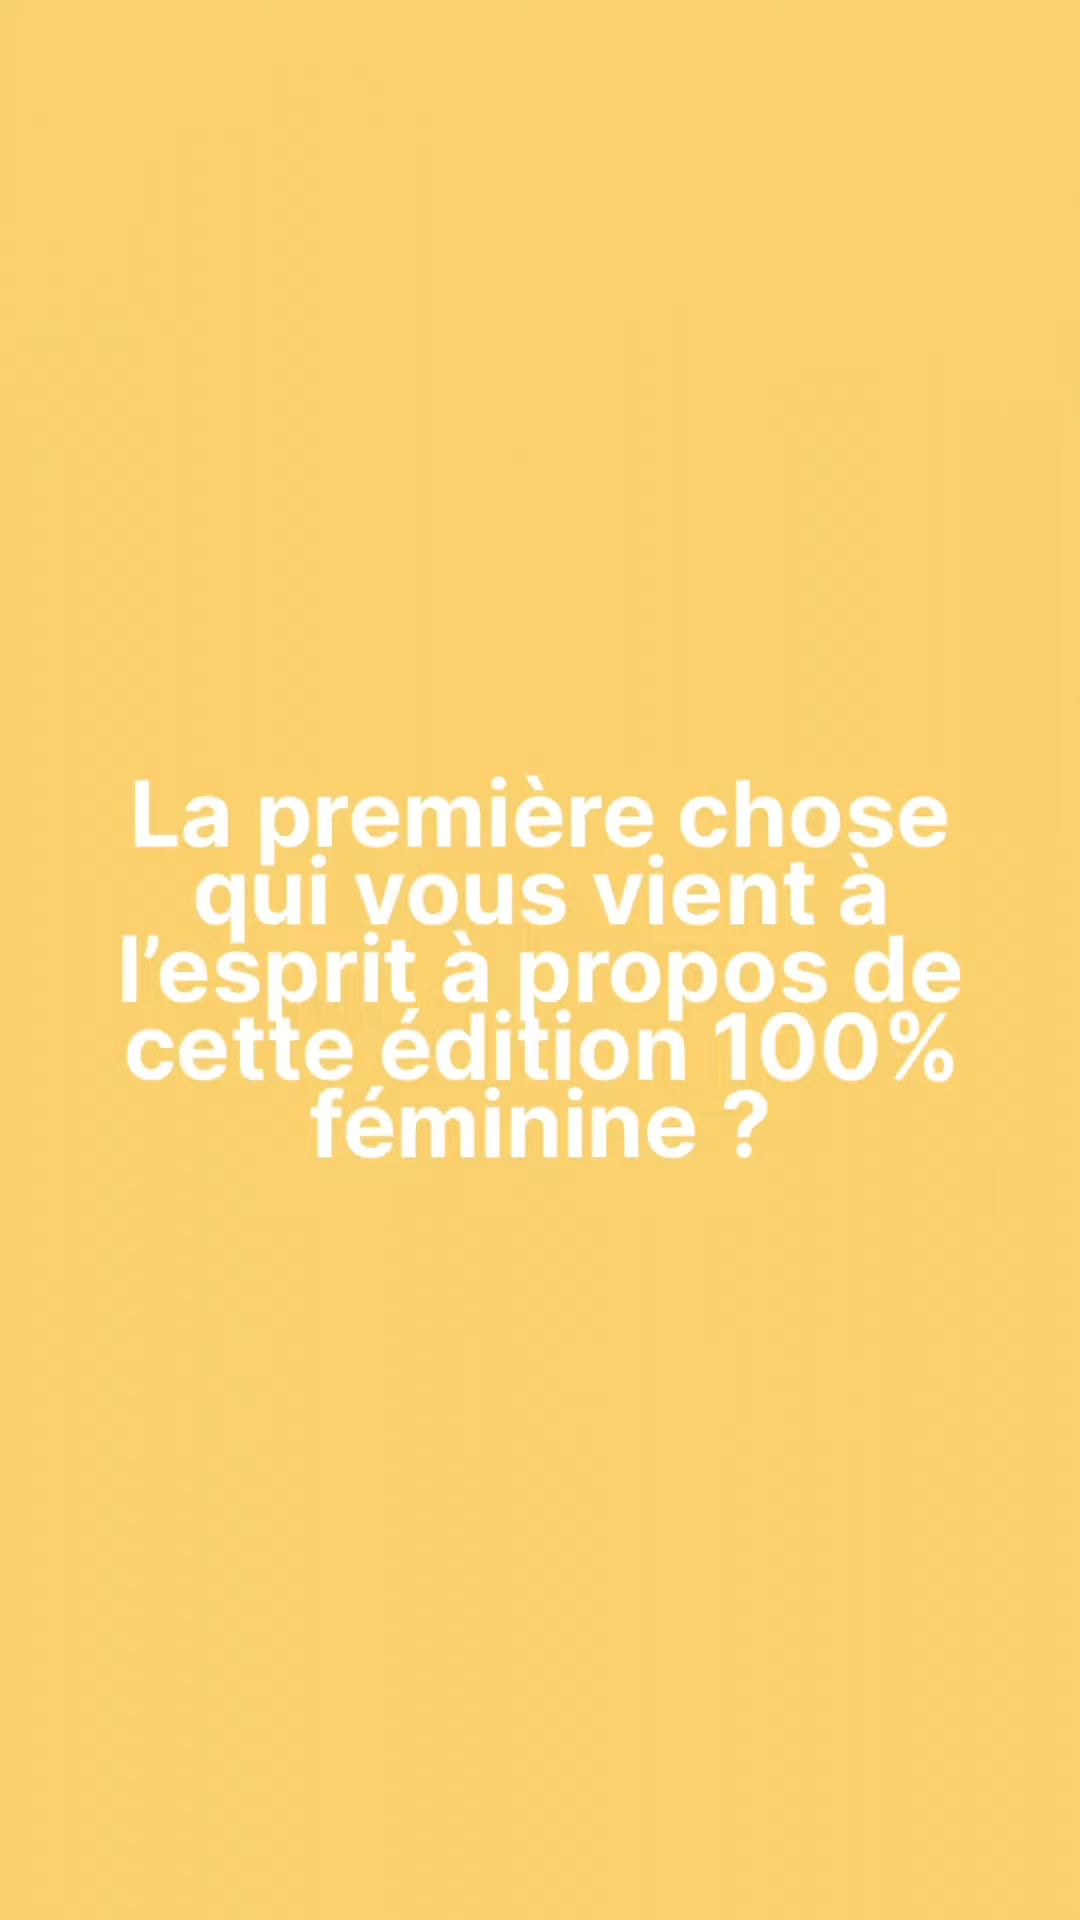 La première chose
qui vous vient à
l’esprit à propos de
cette édition 100%
féminine ?